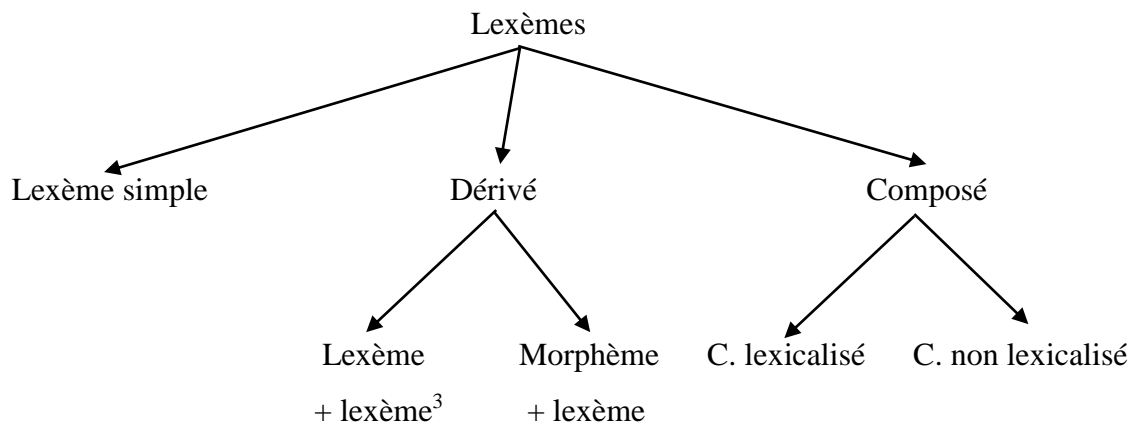 Lexèmes
Lexème simple Dérivé Composé
Lexème Morphème C. lexicalisé C. non lexicalisé
+ lexème³ + lexème